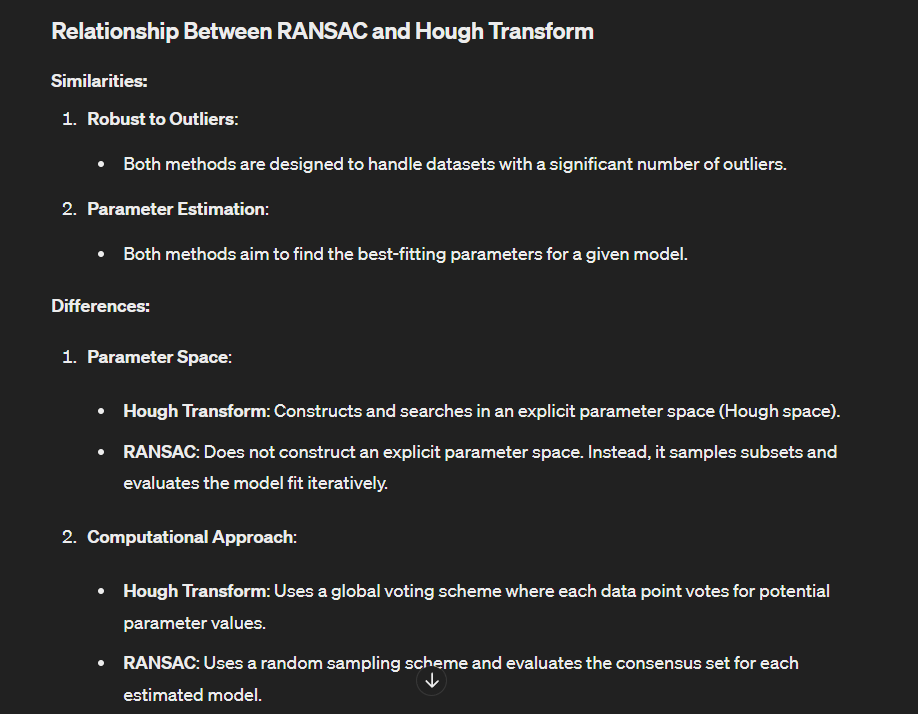 Relationship Between RANSAC and Hough Transform
Similarities:
1. Robust to Outliers:
• Both methods are designed to handle datasets with a significant number of outliers.
2. Parameter Estimation:
• Both methods aim to find the best-fitting parameters for a given model.
Differences:
1. Parameter Space:
• Hough Transform: Constructs and searches in an explicit parameter space (Hough space).
• RANSAC: Does not construct an explicit parameter space. Instead, it samples subsets and
evaluates the model fit iteratively.
2. Computational Approach:
• Hough Transform: Uses a global voting scheme where each data point votes for potential
parameter values.
• RANSAC: Uses a random sampling scheme and evaluates the consensus set for each
estimated model.